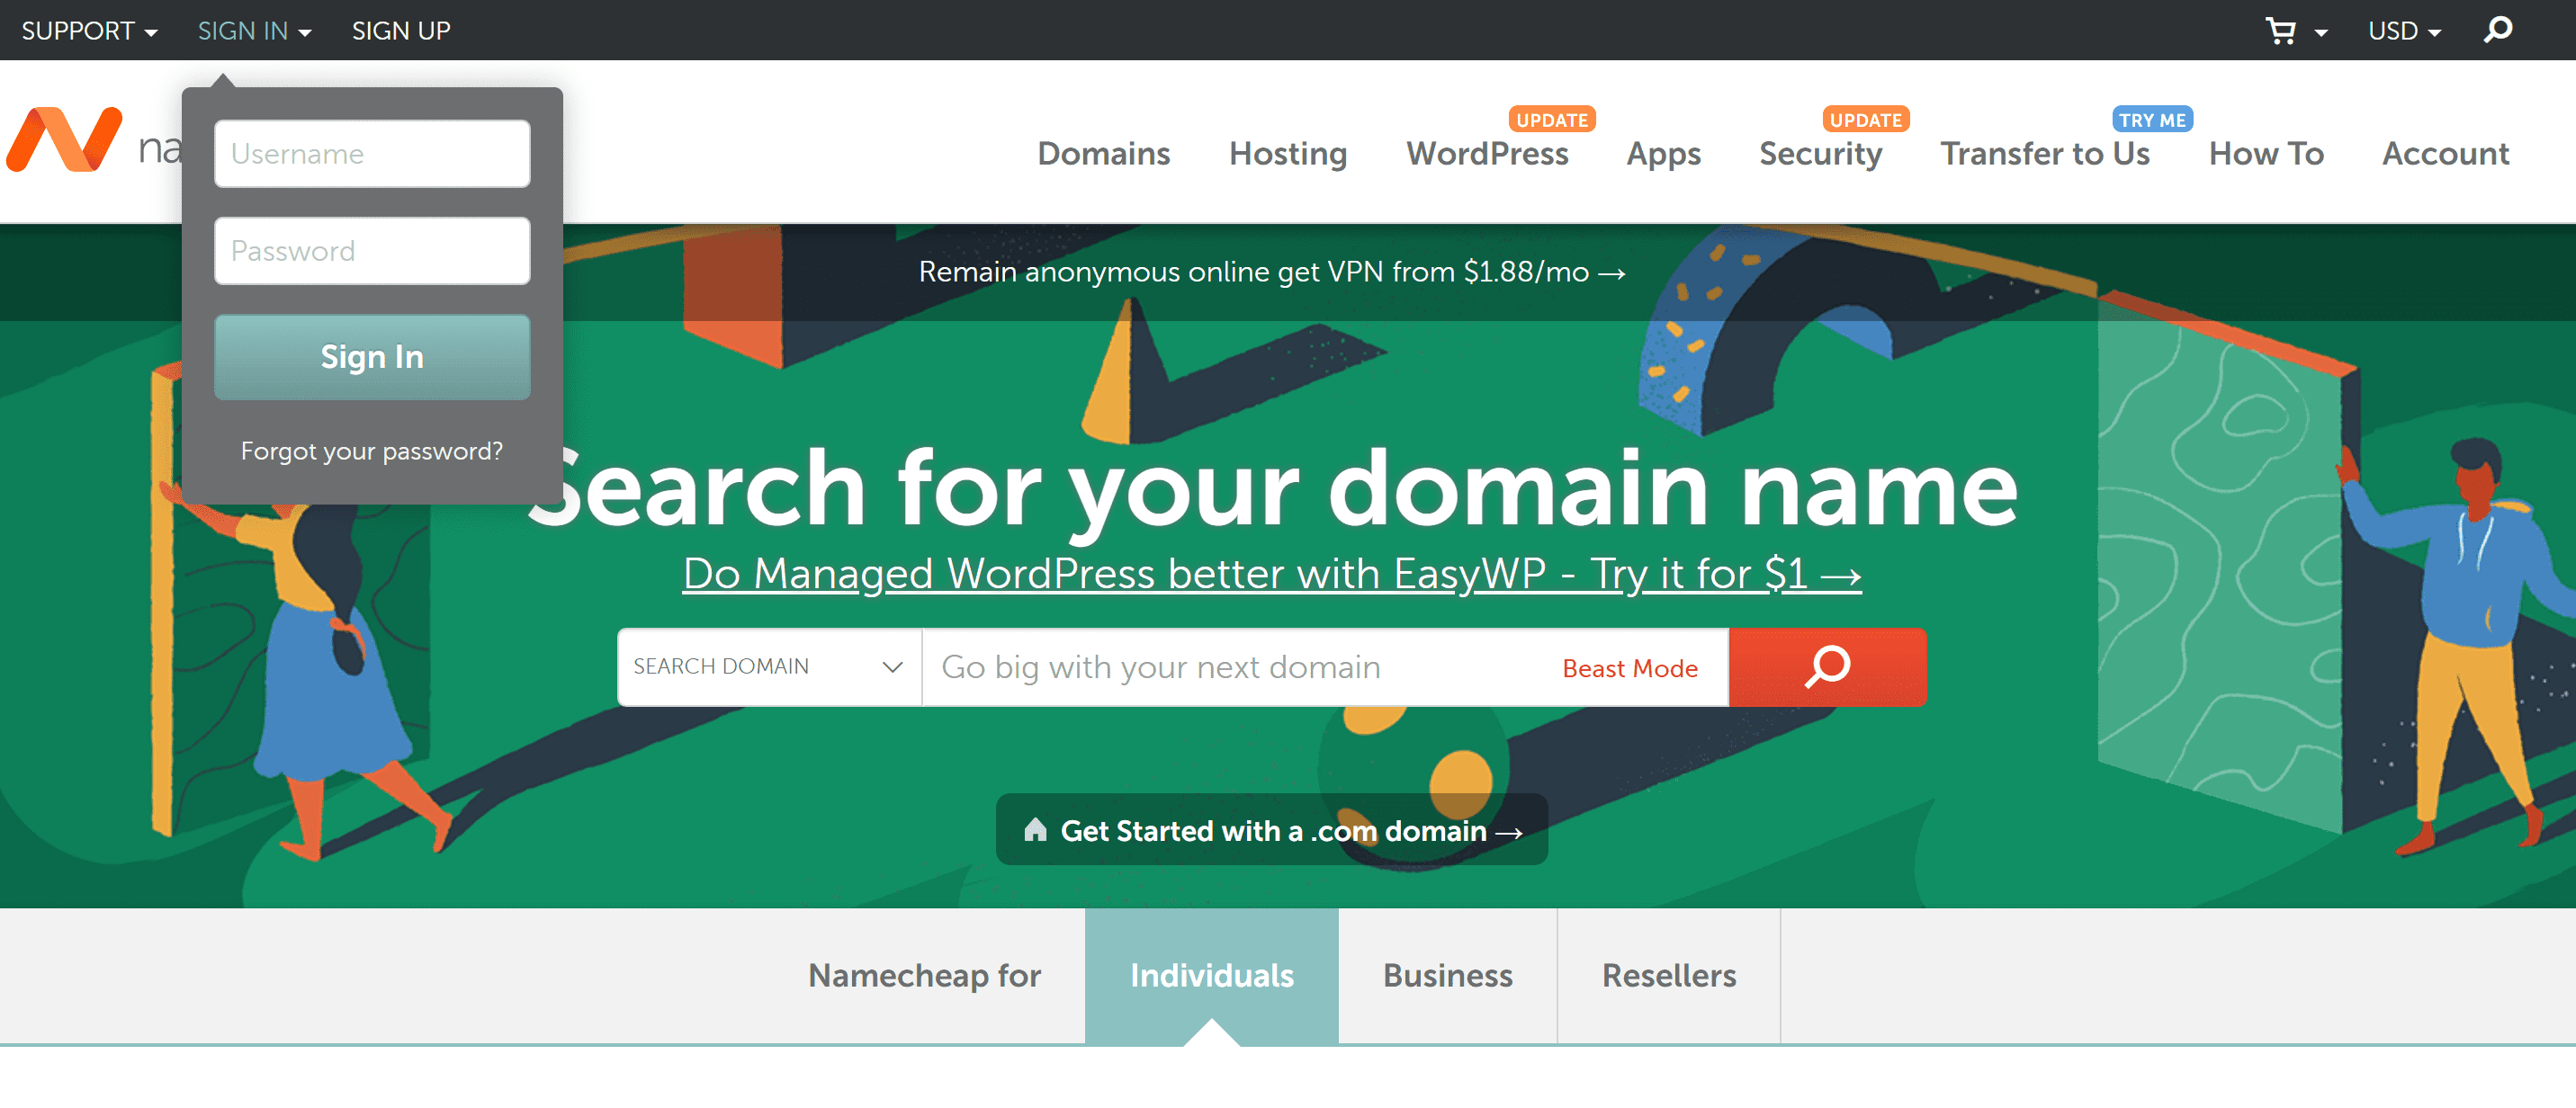 SUPPORT SIGN IN SIGN UP USD
na
Username
Password
Sign In
Forgot your password?
UPDATE UPDATE TRY ME
Domains Hosting WordPress Apps Security Transfer to Us How To Account
Remain anonymous online get VPN from $1.88/mo →
Search for your domain name
Do Managed WordPress better with EasyWP - Try it for $1 →
SEARCH DOMAIN Go big with your next domain Beast Mode
Get Started with a .com domain →
Namecheap for Individuals Business Resellers